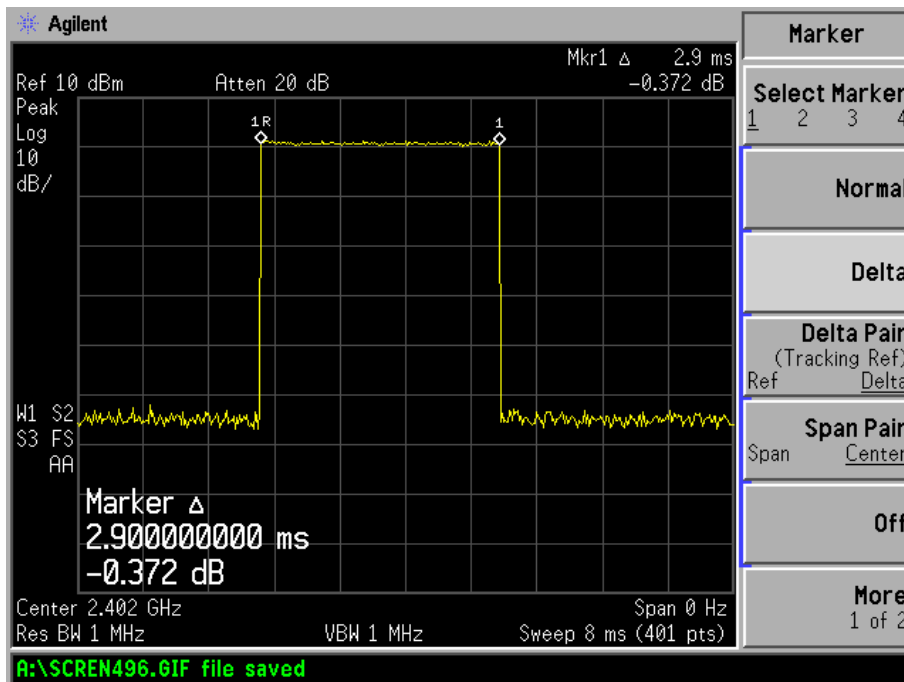 Agilent
Mkr1 Δ 2.9 ms
Ref 10 dBm Atten 20 dB -0.372 dB
Peak
Log
10
dB/
1R
1
W1 S2
S3 FS
AA
Marker Δ
2.900000000 ms
-0.372 dB
Center 2.402 GHz Span 0 Hz
Res BW 1 MHz VBW 1 MHz Sweep 8 ms (401 pts)
A:\SCREN496.GIF file saved
Marker
Select Marker
1 2 3 4
Normal
Delta
Delta Pair
(Tracking Ref)
Ref Delta
Span Pair
Span Center
Off
More
1 of 2